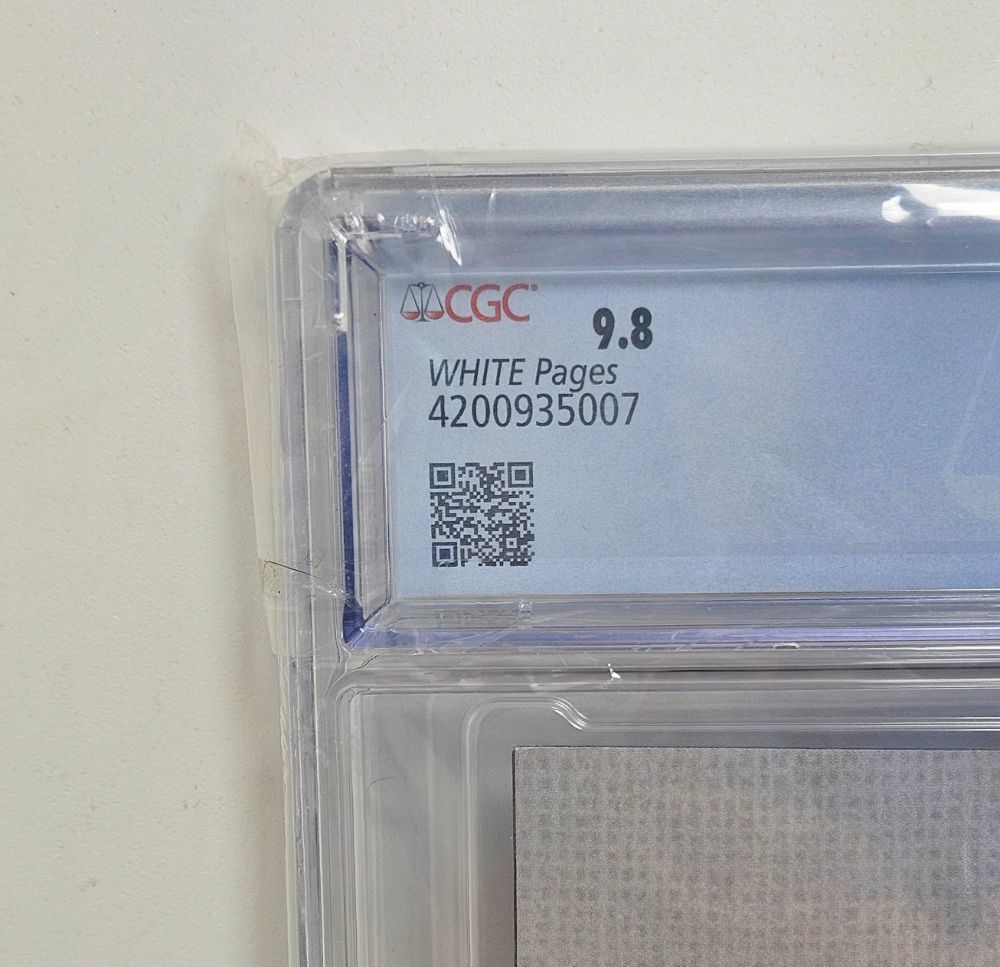 CGC®
9.8
WHITE Pages
4200935007